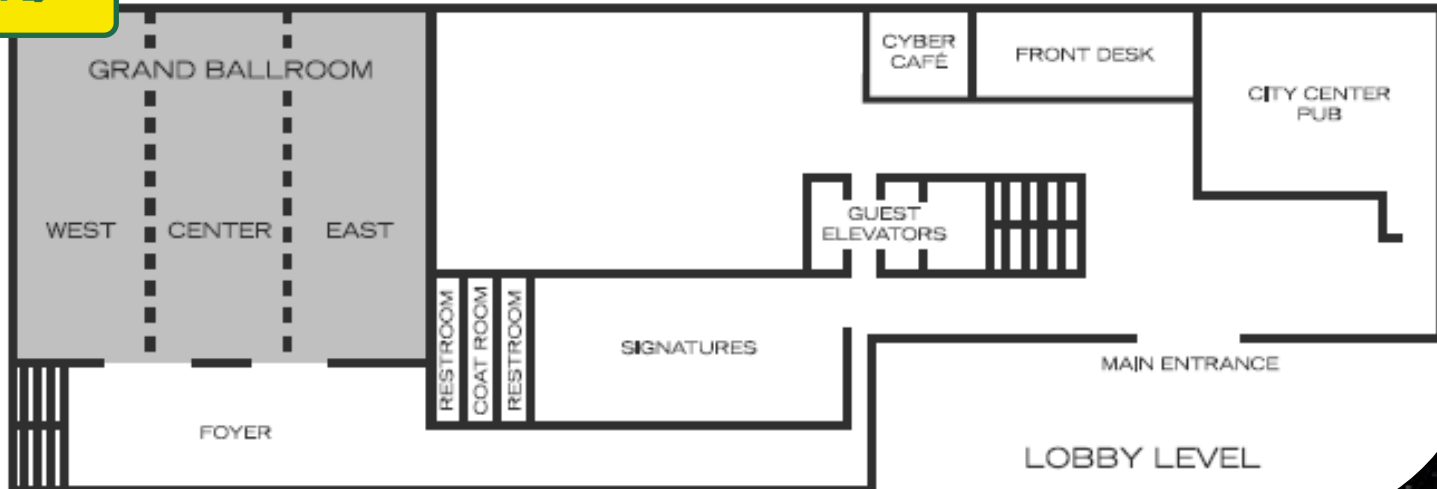 GRAND BALLROOM
WEST
CENTER
EAST
CYBER
CAFÉ
FRONT DESK
CITY CENTER
PUB
GUEST
ELEVATORS
RESTROOM
COAT ROOM
RESTROOM
SIGNATURES
FOYER
MAIN ENTRANCE
LOBBY LEVEL